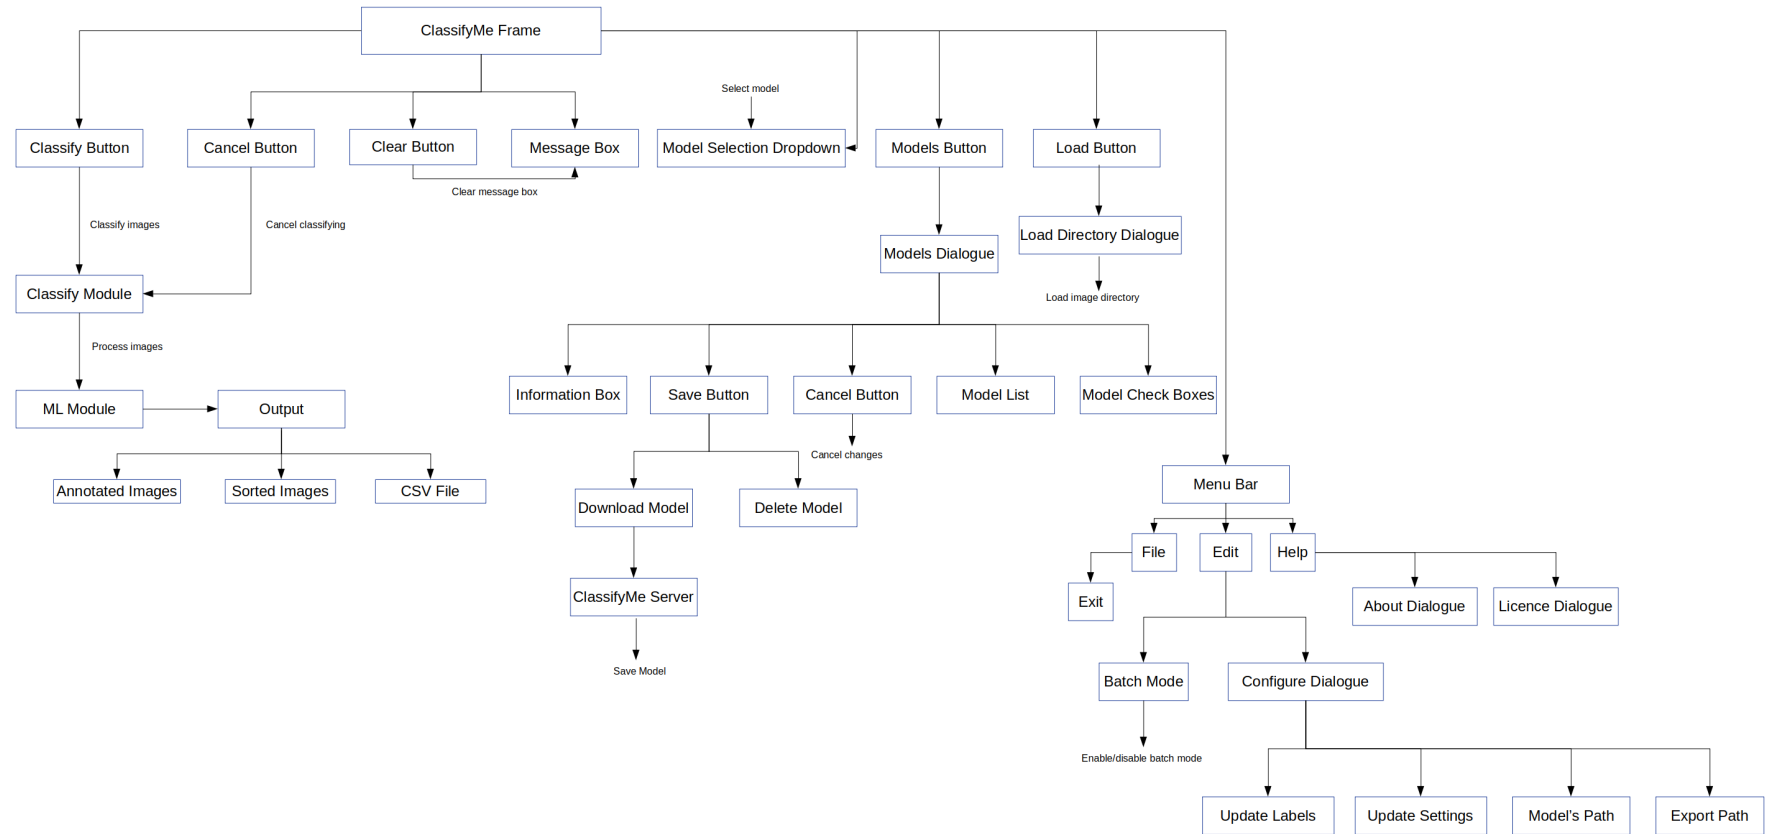 ClassifyMe Frame
Select model
Classify Button
Cancel Button
Clear Button
Message Box
Model Selection Dropdown
Models Button
Load Button
Clear message box
Classify images
Cancel classifying
Load Directory Dialogue
Models Dialogue
Classify Module
Load image directory
Process images
Information Box
Save Button
Cancel Button
Model List
Model Check Boxes
ML Module
Output
Cancel changes
Annotated Images
Sorted Images
CSV File
Menu Bar
Download Model
Delete Model
File
Edit
Help
ClassifyMe Server
Exit
About Dialogue
Licence Dialogue
Save Model
Batch Mode
Configure Dialogue
Enable/disable batch mode
Update Labels
Update Settings
Model's Path
Export Path